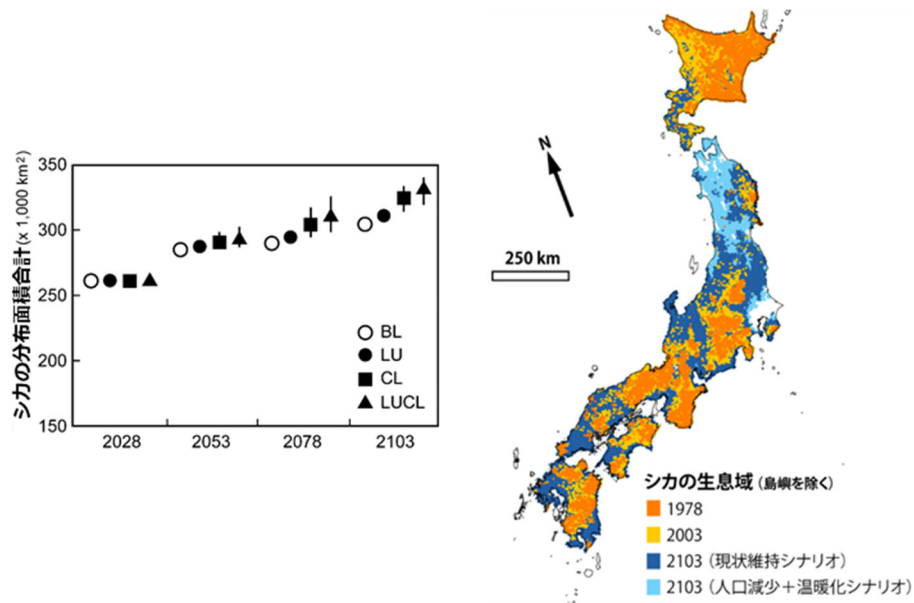 シカの分布面積合計(x 1,000 km²)
350
300
250
200
150
2028
2053
2078
2103
BL
LU
CL
LUCL
N
250 km
シカの生息域 (島嶼を除く)
1978
2003
2103 (現状維持シナリオ)
2103 (人口減少+温暖化シナリオ)